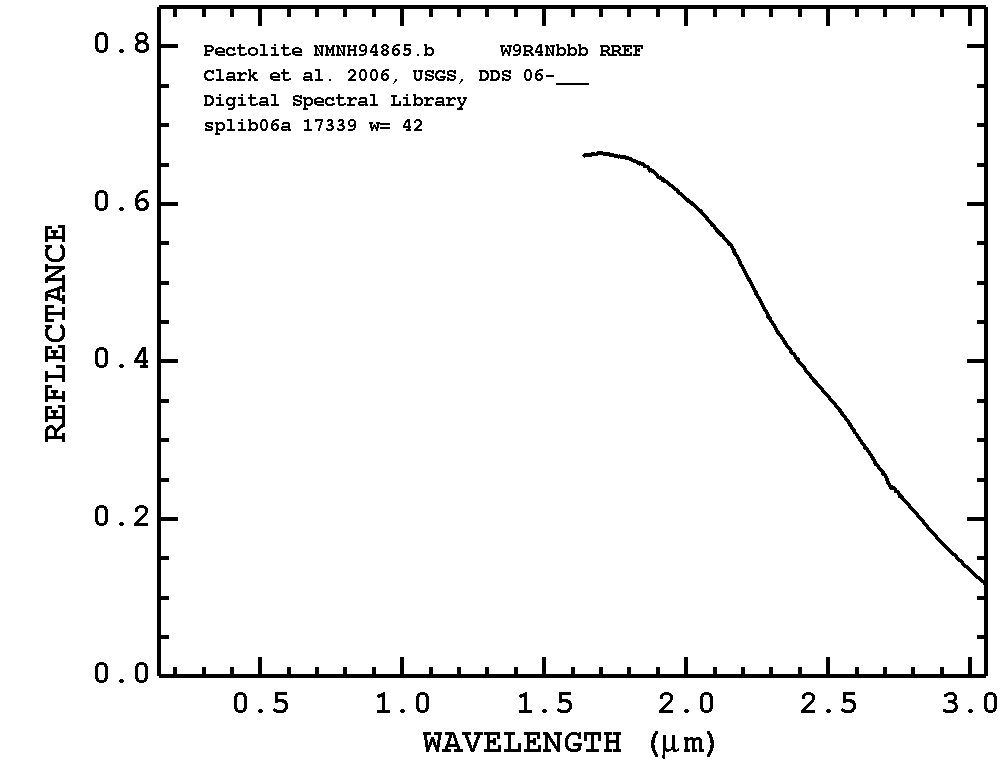 Pectolite NMNH94865.b W9R4Nbbb RREF
Clark et al. 2006, USGS, DDS 06-___
Digital Spectral Library
splib06a 17339 w= 42
0.8
0.6
0.4
0.2
0.0
REFLECTANCE
0.5 1.0 1.5 2.0 2.5 3.0
WAVELENGTH (μm)